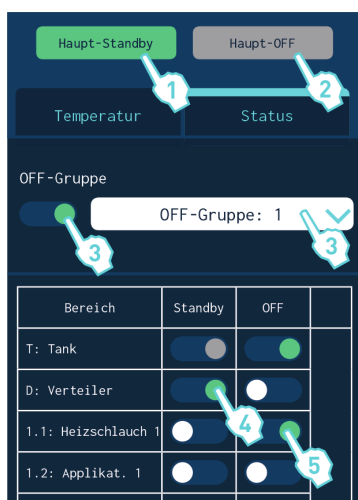 Haupt-Standby Haupt-OFF
1 2
Temperatur Status
OFF-Gruppe
OFF-Gruppe: 1
3 3
Bereich Standby OFF
T: Tank
D: Verteiler
4
1.1: Heizschlauch 1
5
1.2: Applikat. 1